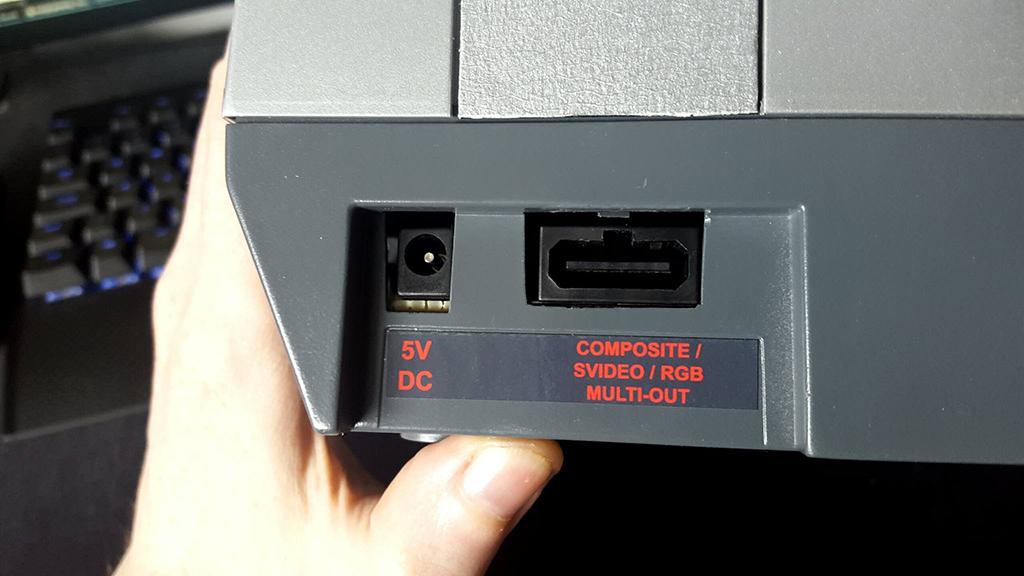 5V
DC
COMPOSITE /
SVIDEO / RGB
MULTI-OUT